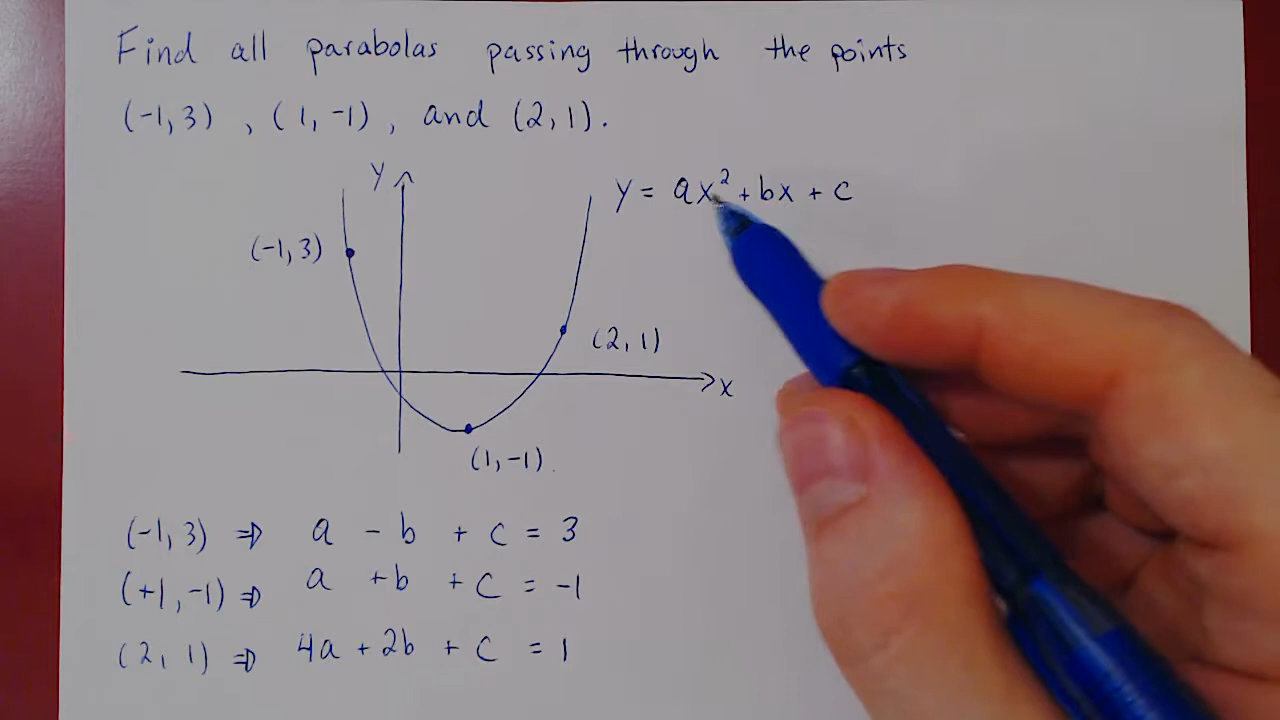 Find all parabolas passing through the points
(-1, 3) , (1, -1) , and (2, 1).
y
y = ax² + bx + c
(-1, 3)
(2, 1)
x
(1, -1)
(-1, 3) ⇒ a - b + c = 3
(+1, -1) ⇒ a + b + c = -1
(2, 1) ⇒ 4a + 2b + c = 1